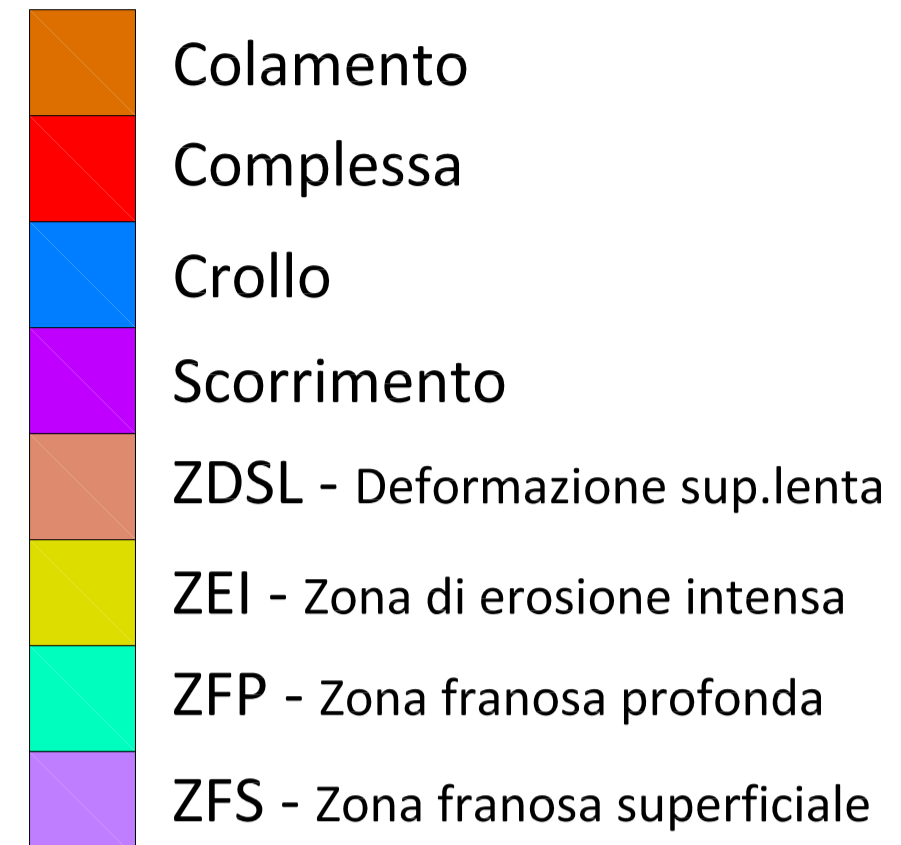 Colamento
Complessa
Crollo
Scorrimento
ZDSL - Deformazione sup.lenta
ZEI - Zona di erosione intensa
ZFP - Zona franosa profonda
ZFS - Zona franosa superficiale